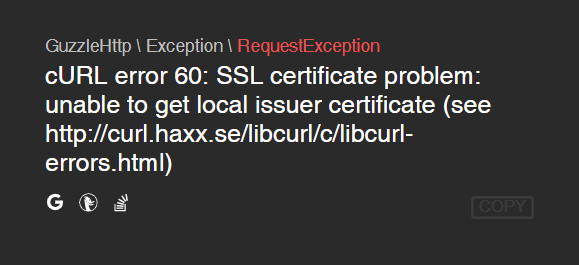 GuzzleHttp \ Exception \ RequestException
cURL error 60: SSL certificate problem:
unable to get local issuer certificate (see
http://curl.haxx.se/libcurl/c/libcurl-
errors.html)
G
COPY